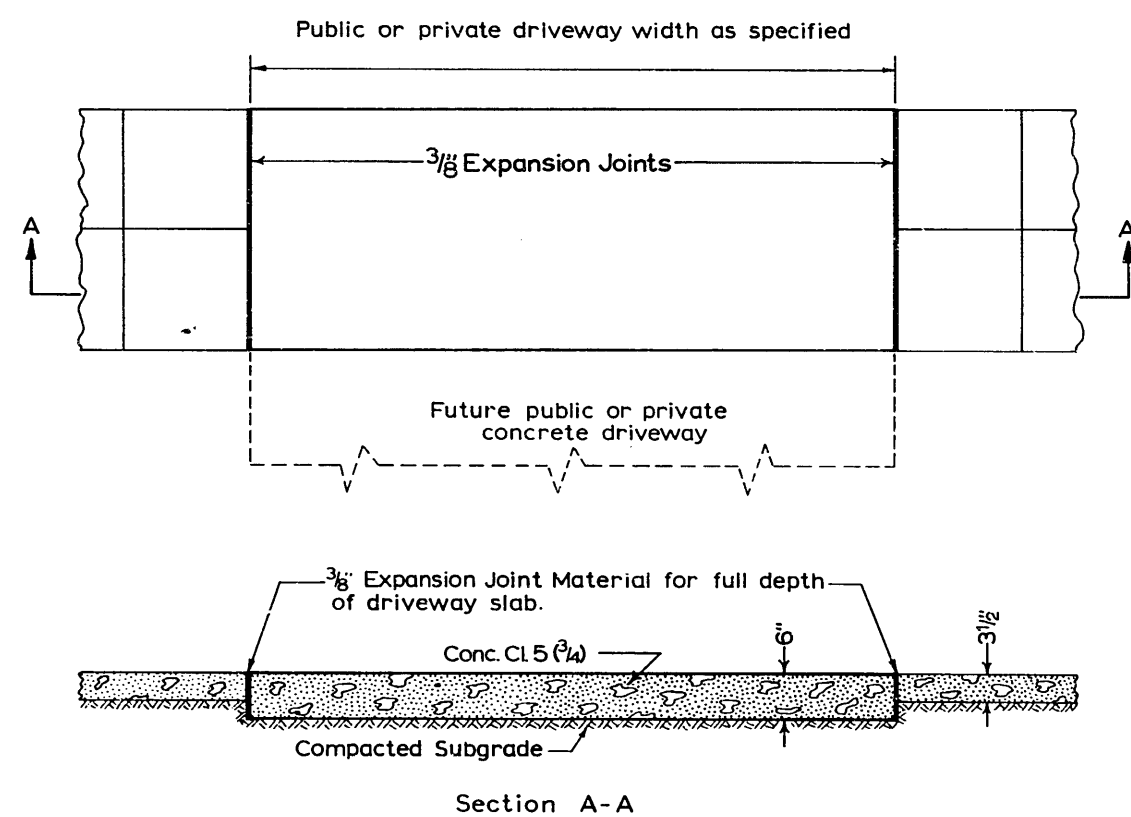 Public or private driveway width as specified
3/8" Expansion Joints
A
A
Future public or private
concrete driveway
3/8" Expansion Joint Material for full depth
of driveway slab.
6"
3 1/2"
Conc. Cl. 5 (3/4)
Compacted Subgrade
Section A-A